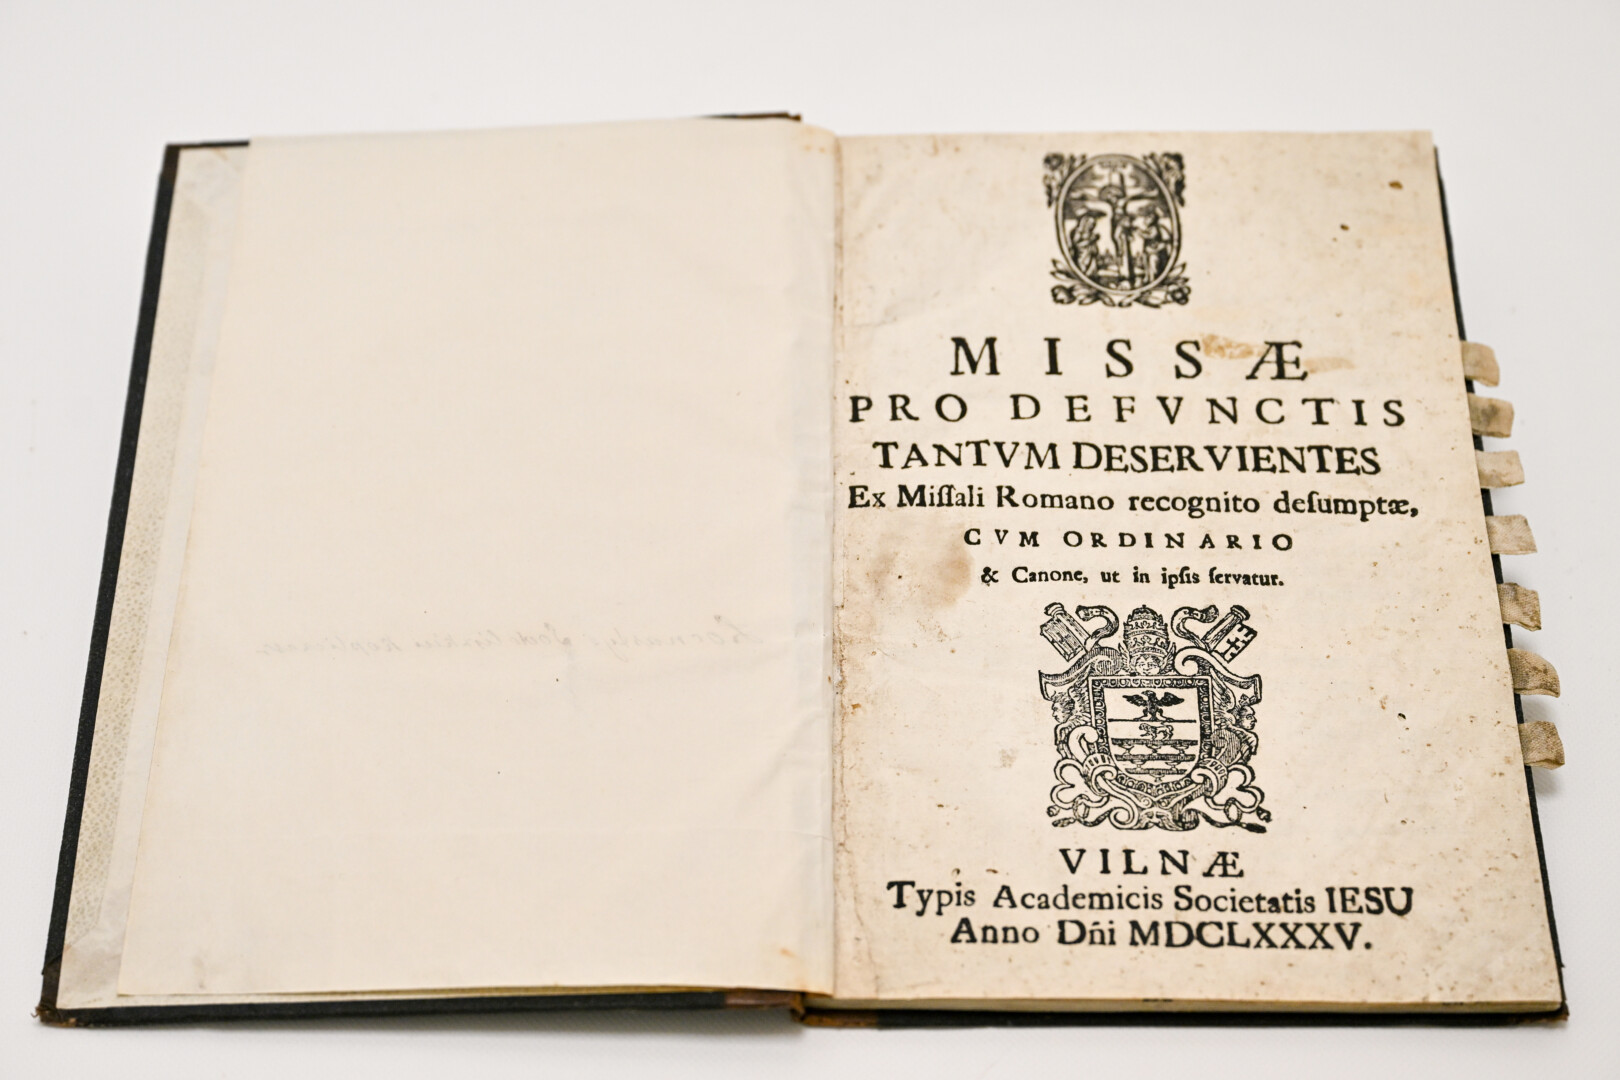 MISSÆ
PRO DEFVNCTIS
TANTVM DESERVIENTES
Ex Miſſali Romano recognito deſumptæ,
CVM ORDINARIO
& Canone, ut in ipſis ſervatur.
VILNÆ
Typis Academicis Societatis IESU
Anno Dñi MDCLXXXV.